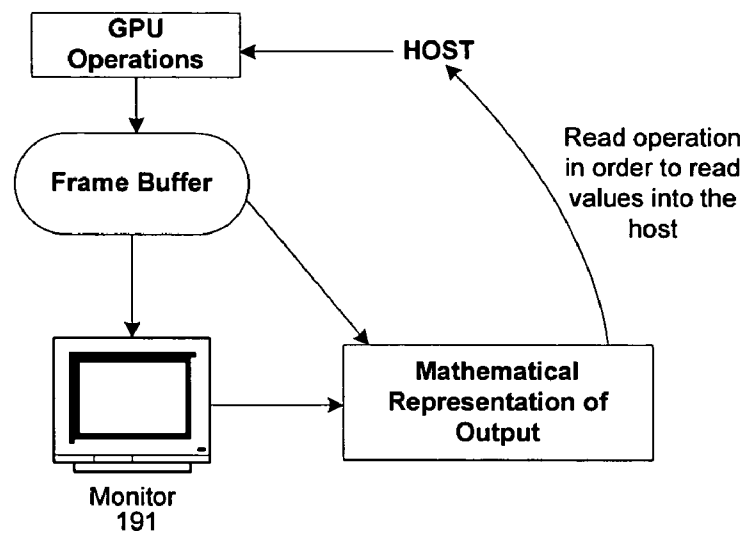 GPU
Operations
HOST
Read operation
in order to read
values into the
host
Frame Buffer
Mathematical
Representation of
Output
Monitor
191